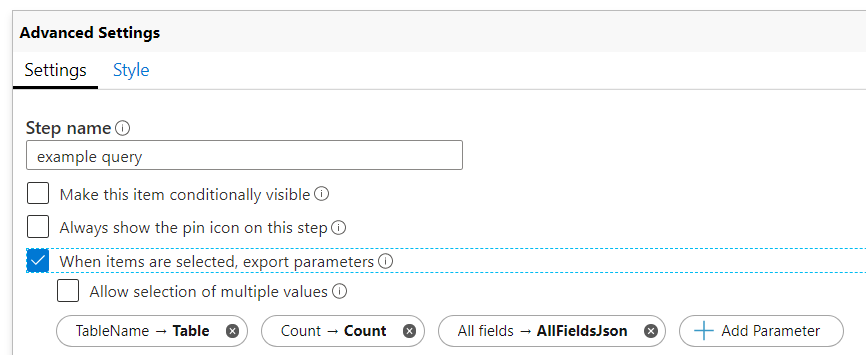 Advanced Settings
Settings Style
Step name
example query
Make this item conditionally visible
Always show the pin icon on this step
When items are selected, export parameters
Allow selection of multiple values
TableName → Table Count → Count All fields → AllFieldsJson Add Parameter